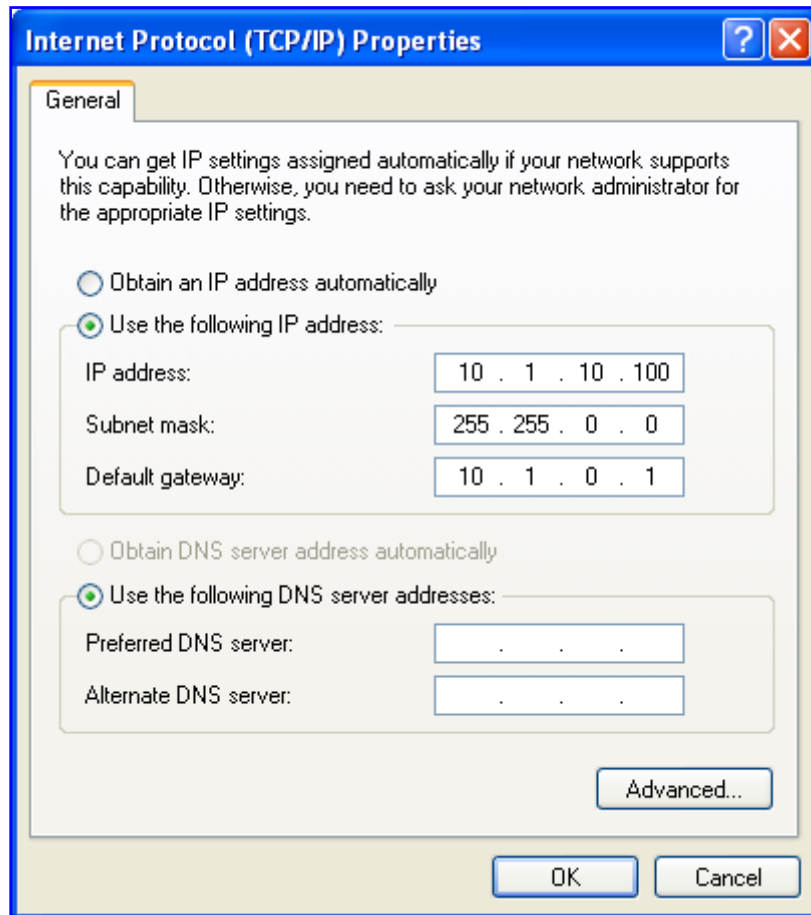 Internet Protocol (TCP/IP) Properties
?
General
You can get IP settings assigned automatically if your network supports
this capability. Otherwise, you need to ask your network administrator for
the appropriate IP settings.
Obtain an IP address automatically
Use the following IP address:
IP address: 10 . 1 . 10 . 100
Subnet mask: 255 . 255 . 0 . 0
Default gateway: 10 . 1 . 0 . 1
Obtain DNS server address automatically
Use the following DNS server addresses:
Preferred DNS server: . . .
Alternate DNS server: . . .
Advanced...
OK Cancel